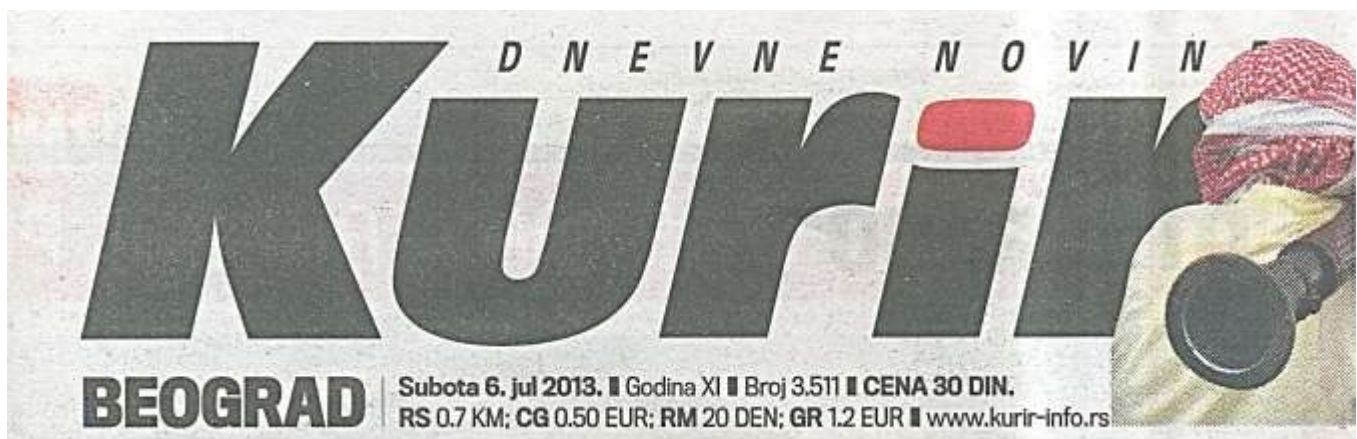 DNEVNE NOVINE
Kurir
BEOGRAD
Subota 6. jul 2013. ▮ Godina XI ▮ Broj 3.511 ▮ CENA 30 DIN.
RS 0.7 KM; CG 0.50 EUR; RM 20 DEN; GR 1.2 EUR ▮ www.kurir-info.rs